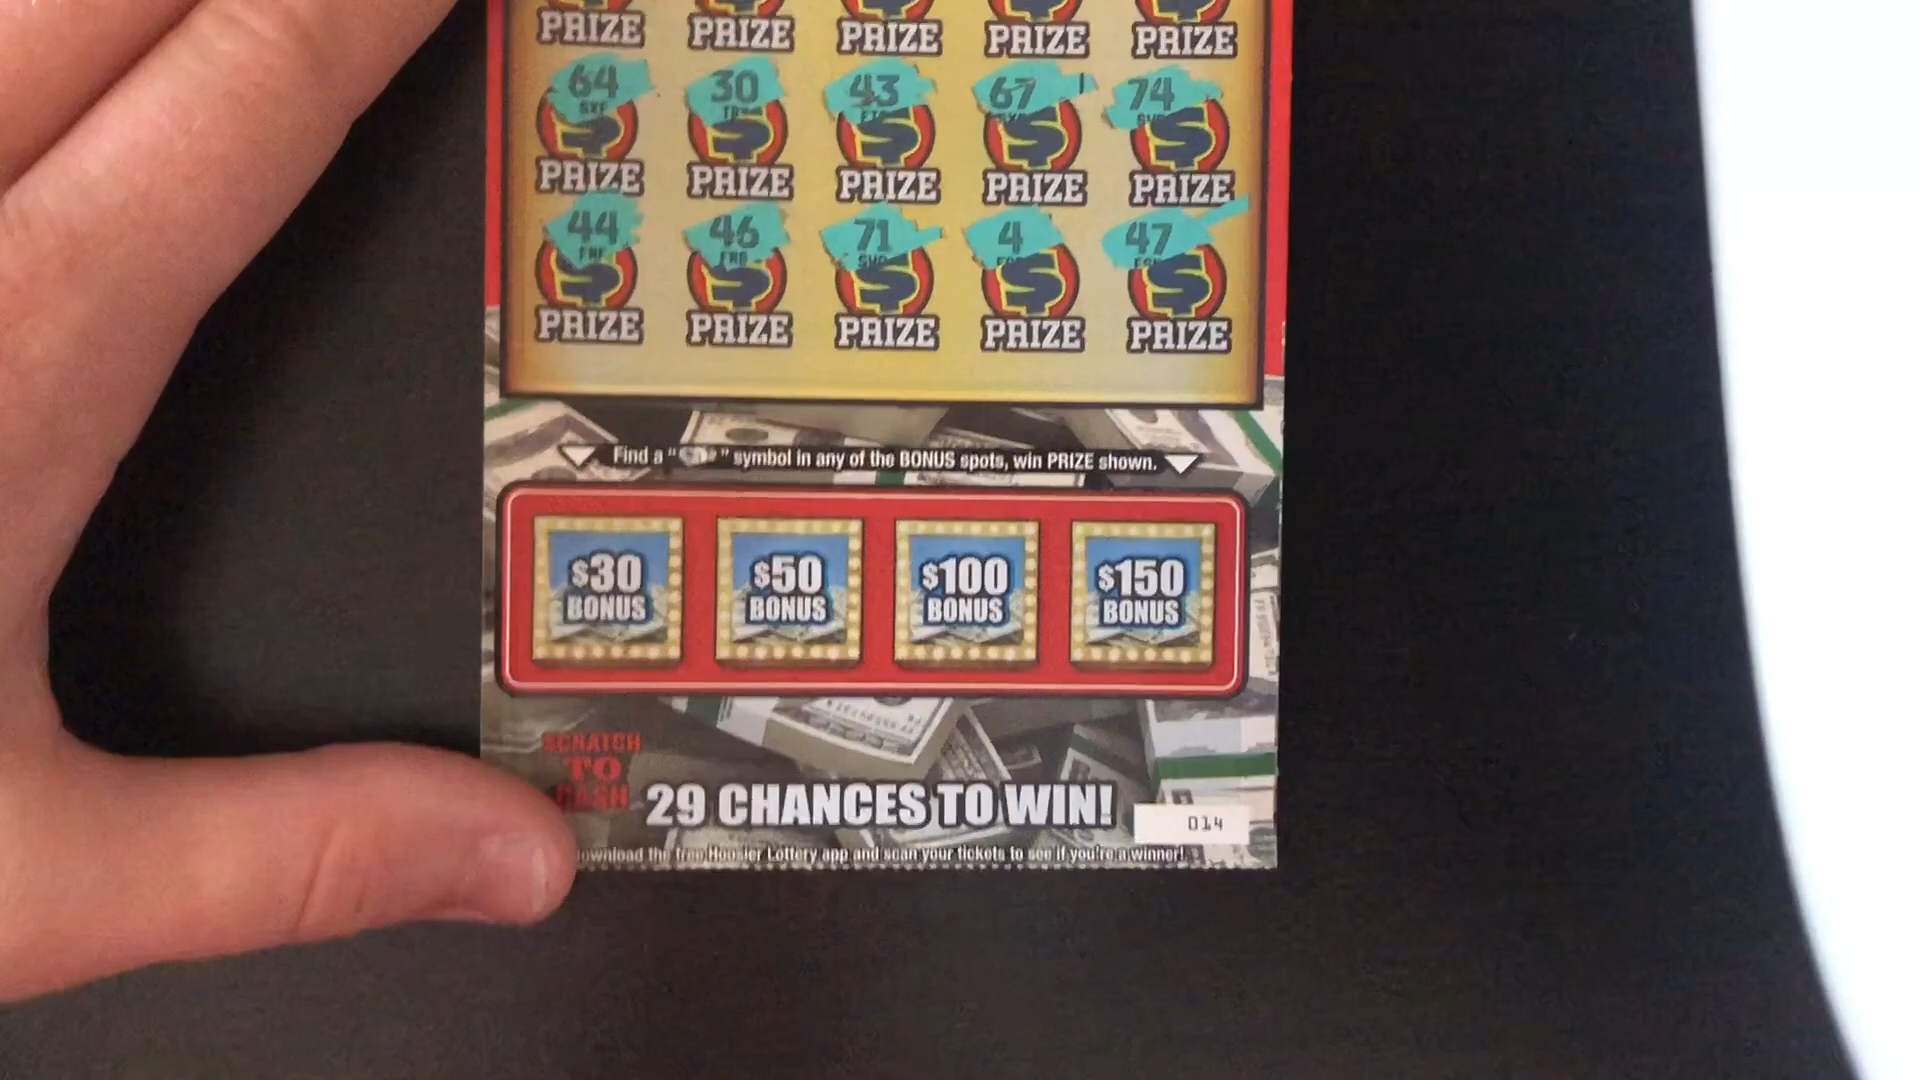 PRIZE PRIZE PRIZE PRIZE PRIZE
64 30 43 67 74
PRIZE PRIZE PRIZE PRIZE PRIZE
44 46 71 4 47
PRIZE PRIZE PRIZE PRIZE PRIZE
Find a " " symbol in any of the BONUS spots, win PRIZE shown.
$30 $50 $100 $150
BONUS BONUS BONUS BONUS
SCRATCH
TO
CASH
29 CHANCES TO WIN!
014
ownload the free Hoosier Lottery app and scan your tickets to see if you're a winner!